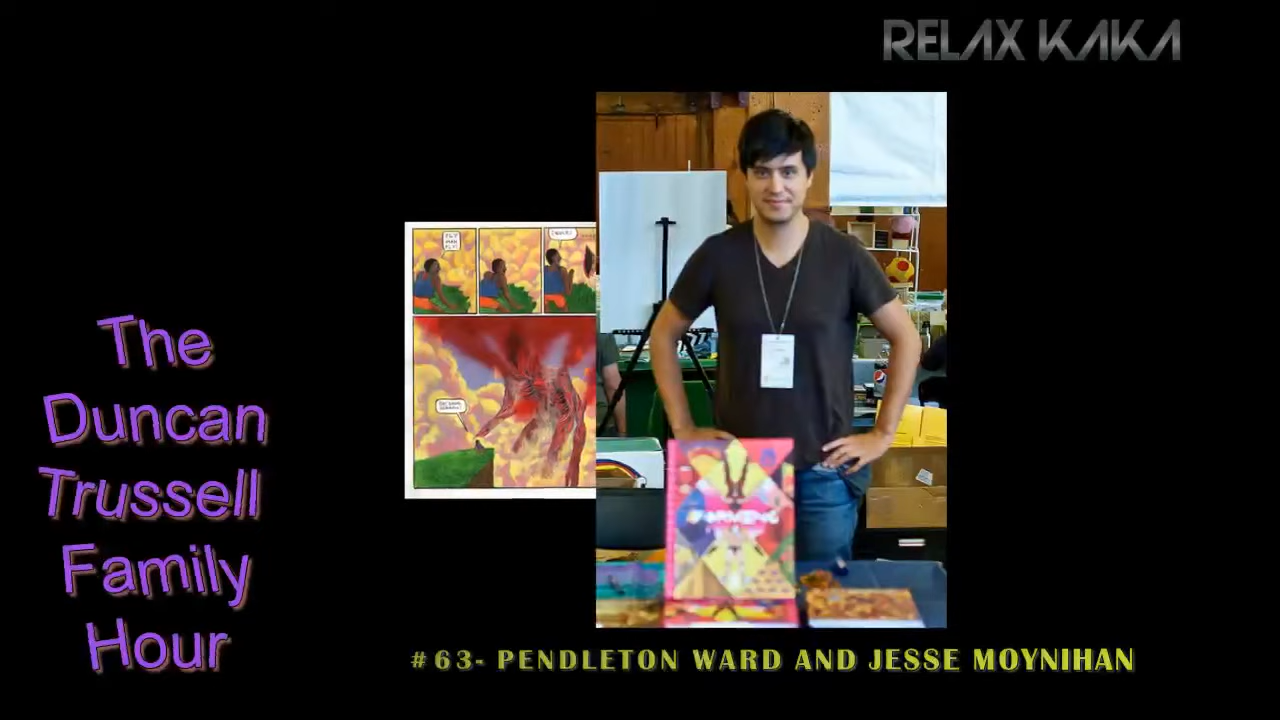 RELAX KAKA
The
Duncan
Trussell
Family
Hour
#63- PENDLETON WARD AND JESSE MOYNIHAN